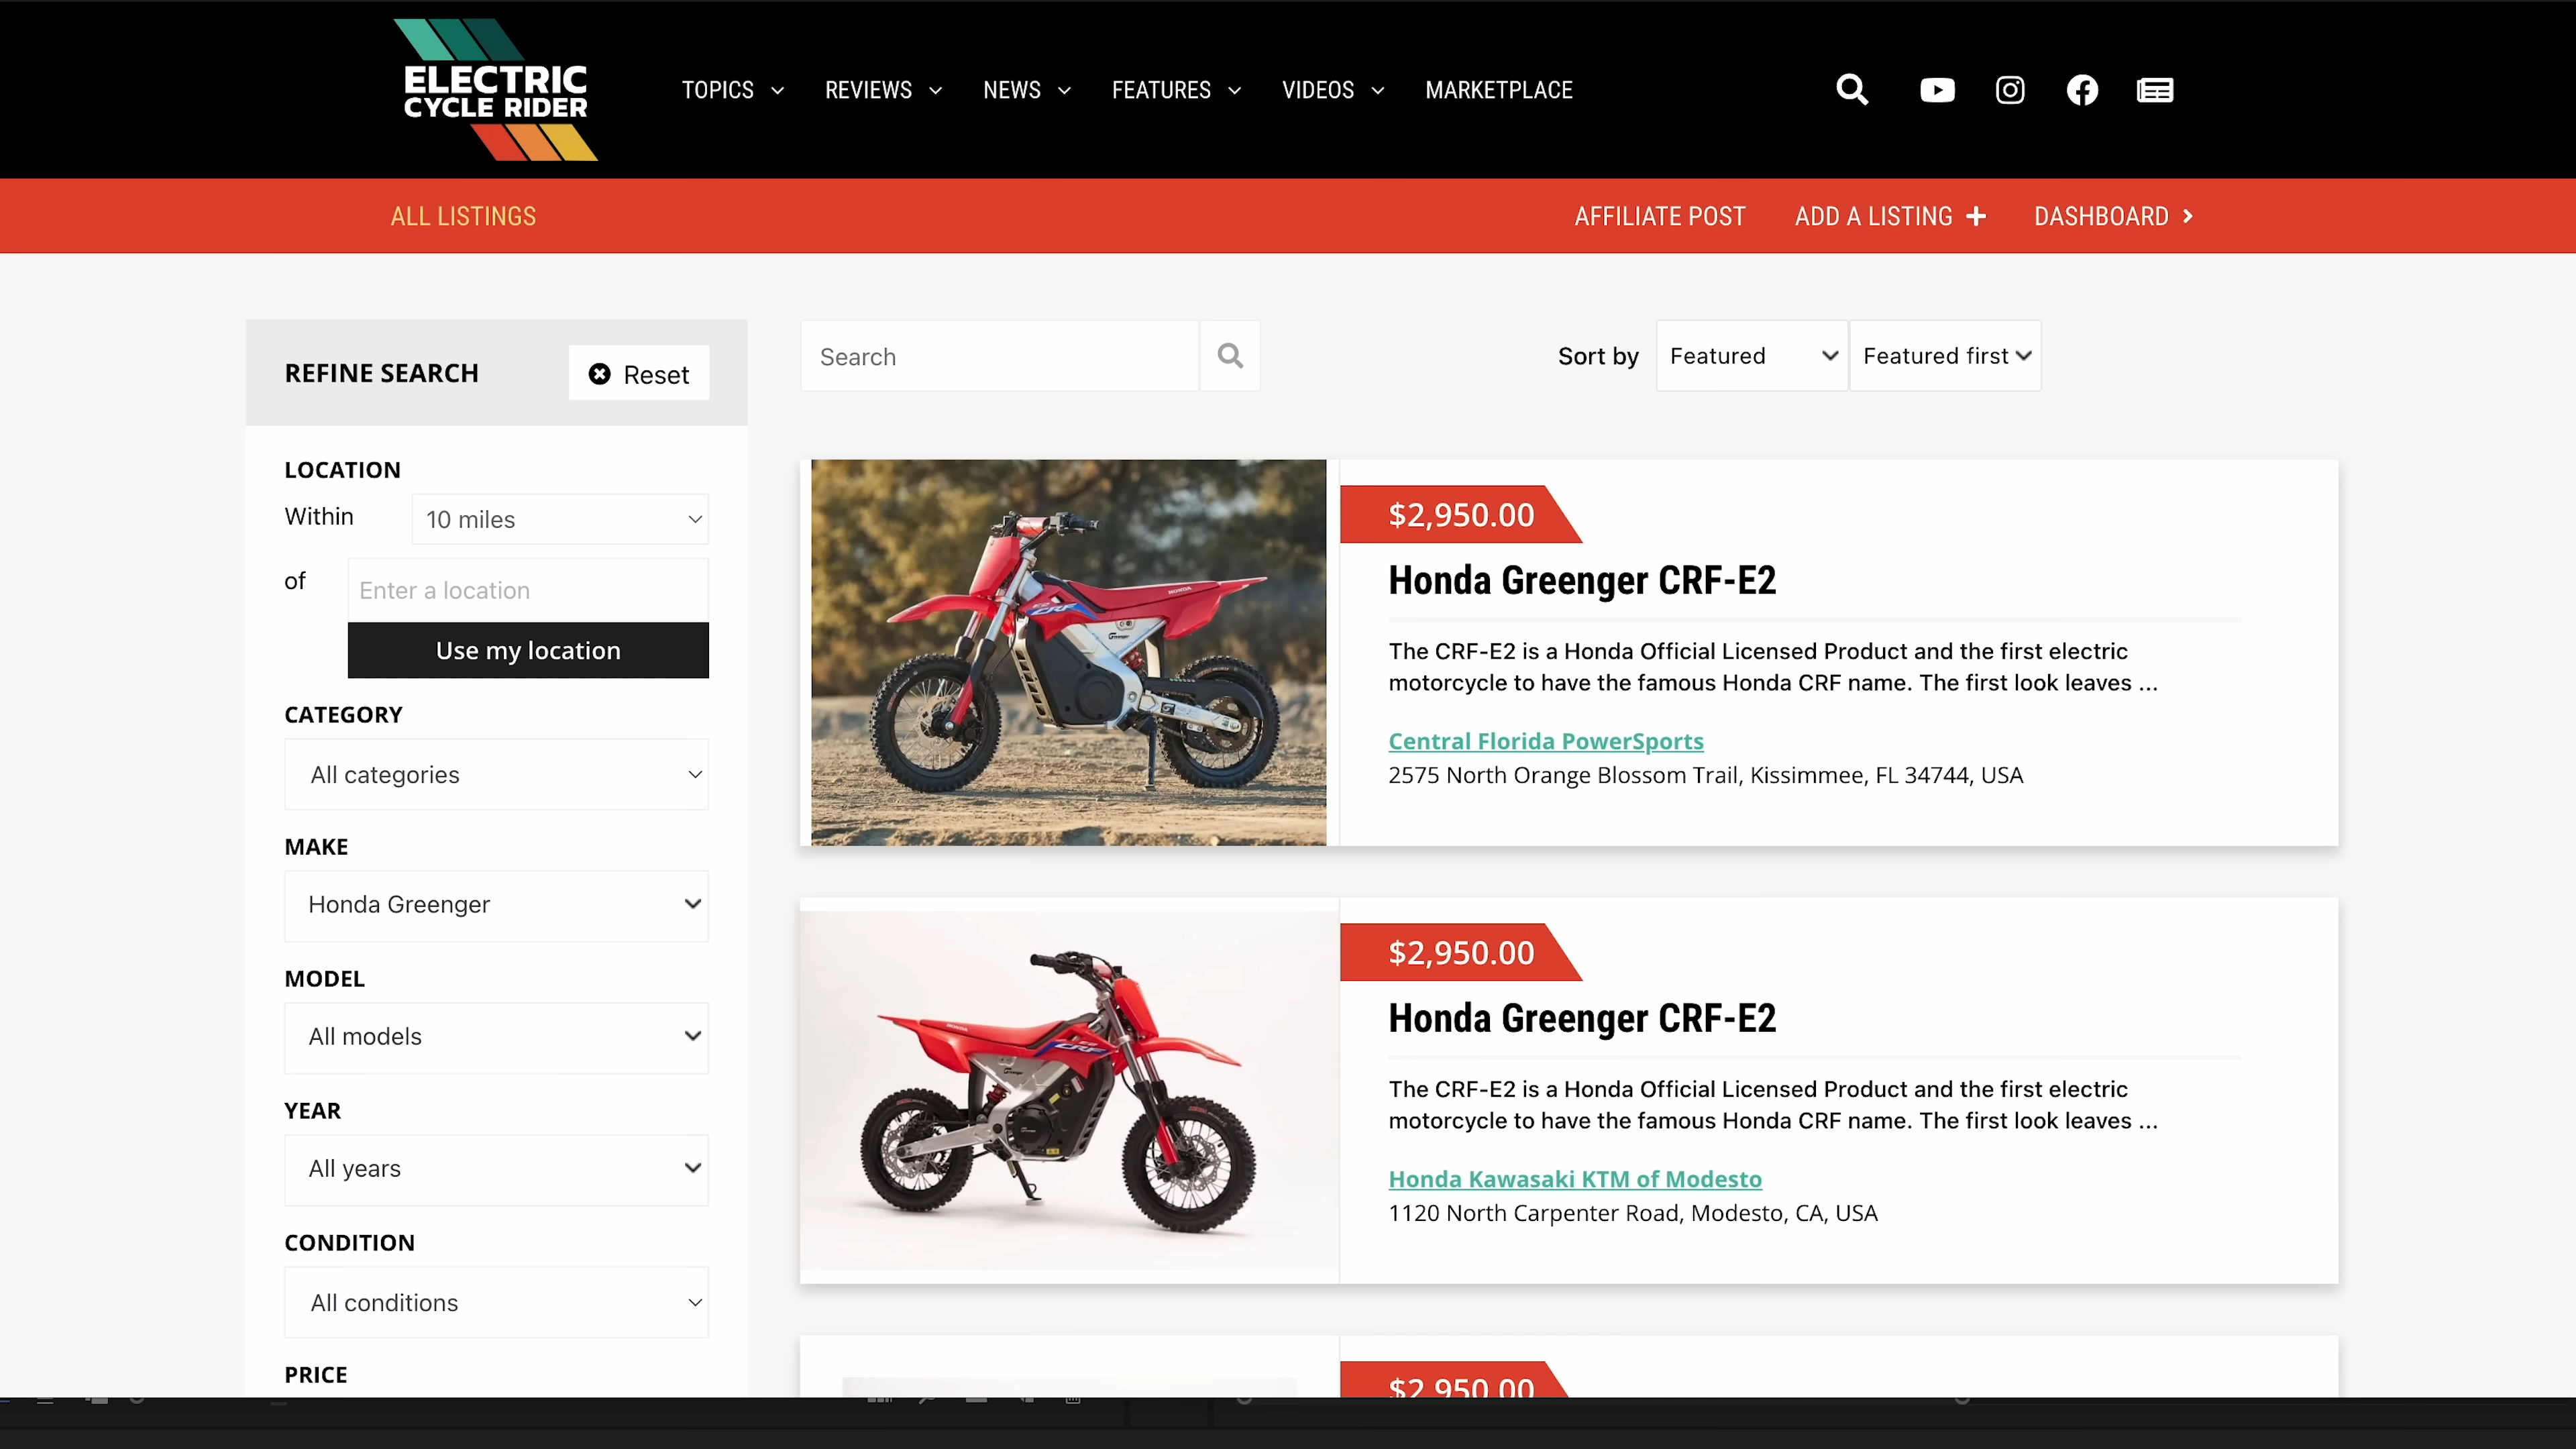 ELECTRIC
CYCLE RIDER
TOPICS
REVIEWS
NEWS
FEATURES
VIDEOS
MARKETPLACE
ALL LISTINGS
AFFILIATE POST
ADD A LISTING
DASHBOARD
REFINE SEARCH
Reset
LOCATION
Within
10 miles
of
Enter a location
Use my location
CATEGORY
All categories
MAKE
Honda Greenger
MODEL
All models
YEAR
All years
CONDITION
All conditions
PRICE
Search
Sort by
Featured
Featured first
$2,950.00
Honda Greenger CRF-E2
The CRF-E2 is a Honda Official Licensed Product and the first electric
motorcycle to have the famous Honda CRF name. The first look leaves ...
Central Florida PowerSports
2575 North Orange Blossom Trail, Kissimmee, FL 34744, USA
$2,950.00
Honda Greenger CRF-E2
The CRF-E2 is a Honda Official Licensed Product and the first electric
motorcycle to have the famous Honda CRF name. The first look leaves ...
Honda Kawasaki KTM of Modesto
1120 North Carpenter Road, Modesto, CA, USA
$2,950.00